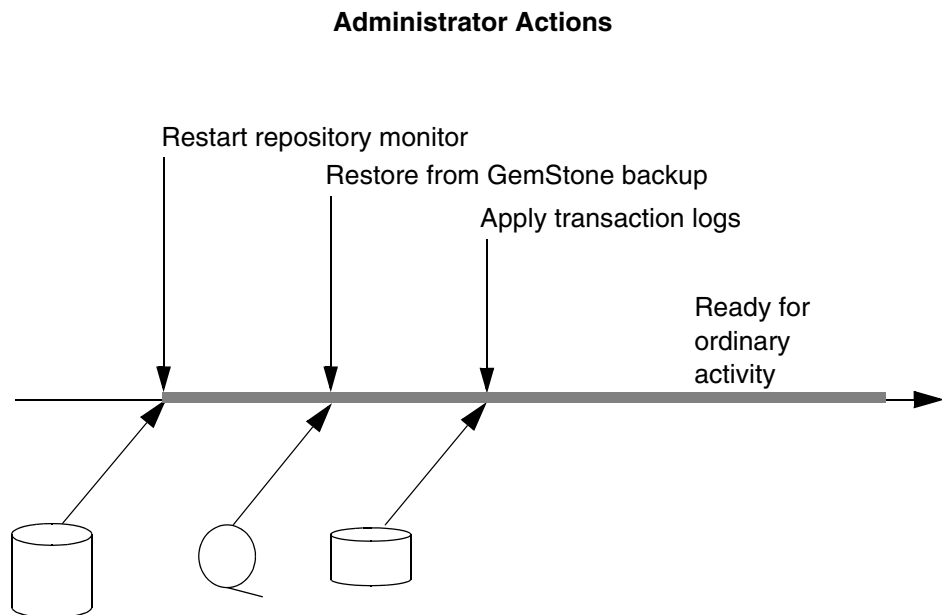 Administrator Actions
Restart repository monitor
Restore from GemStone backup
Apply transaction logs
Ready for
ordinary
activity